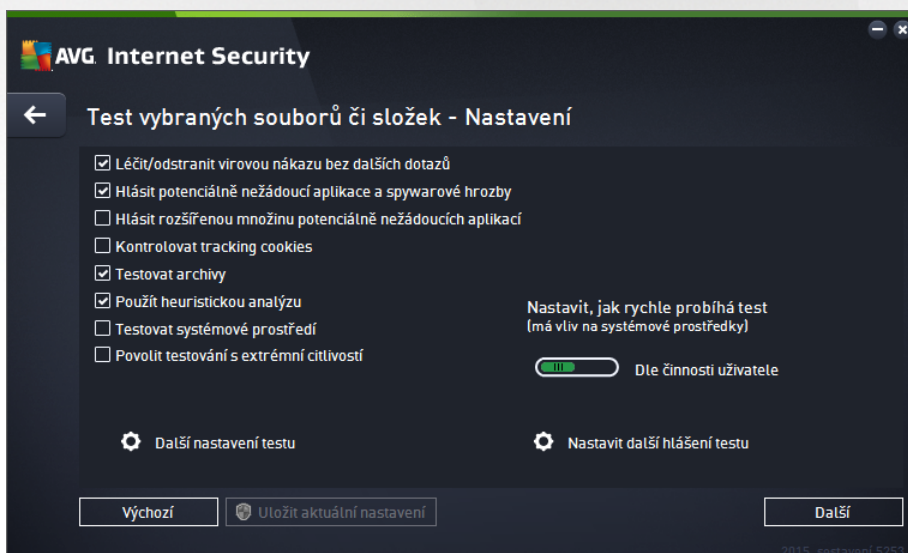 AVG. Internet Security
Test vybraných souborů či složek - Nastavení
Léčit/odstranit virovou nákazu bez dalších dotazů
Hlásit potenciálně nežádoucí aplikace a spywarové hrozby
Hlásit rozšířenou množinu potenciálně nežádoucích aplikací
Kontrolovat tracking cookies
Testovat archivy
Použít heuristickou analýzu
Testovat systémové prostředí
Povolit testování s extrémní citlivostí
Nastavit, jak rychle probíhá test
(má vliv na systémové prostředky)
Dle činnosti uživatele
Další nastavení testu
Nastavit další hlášení testu
Výchozí
Uložit aktuální nastavení
Další
2015, sestavení